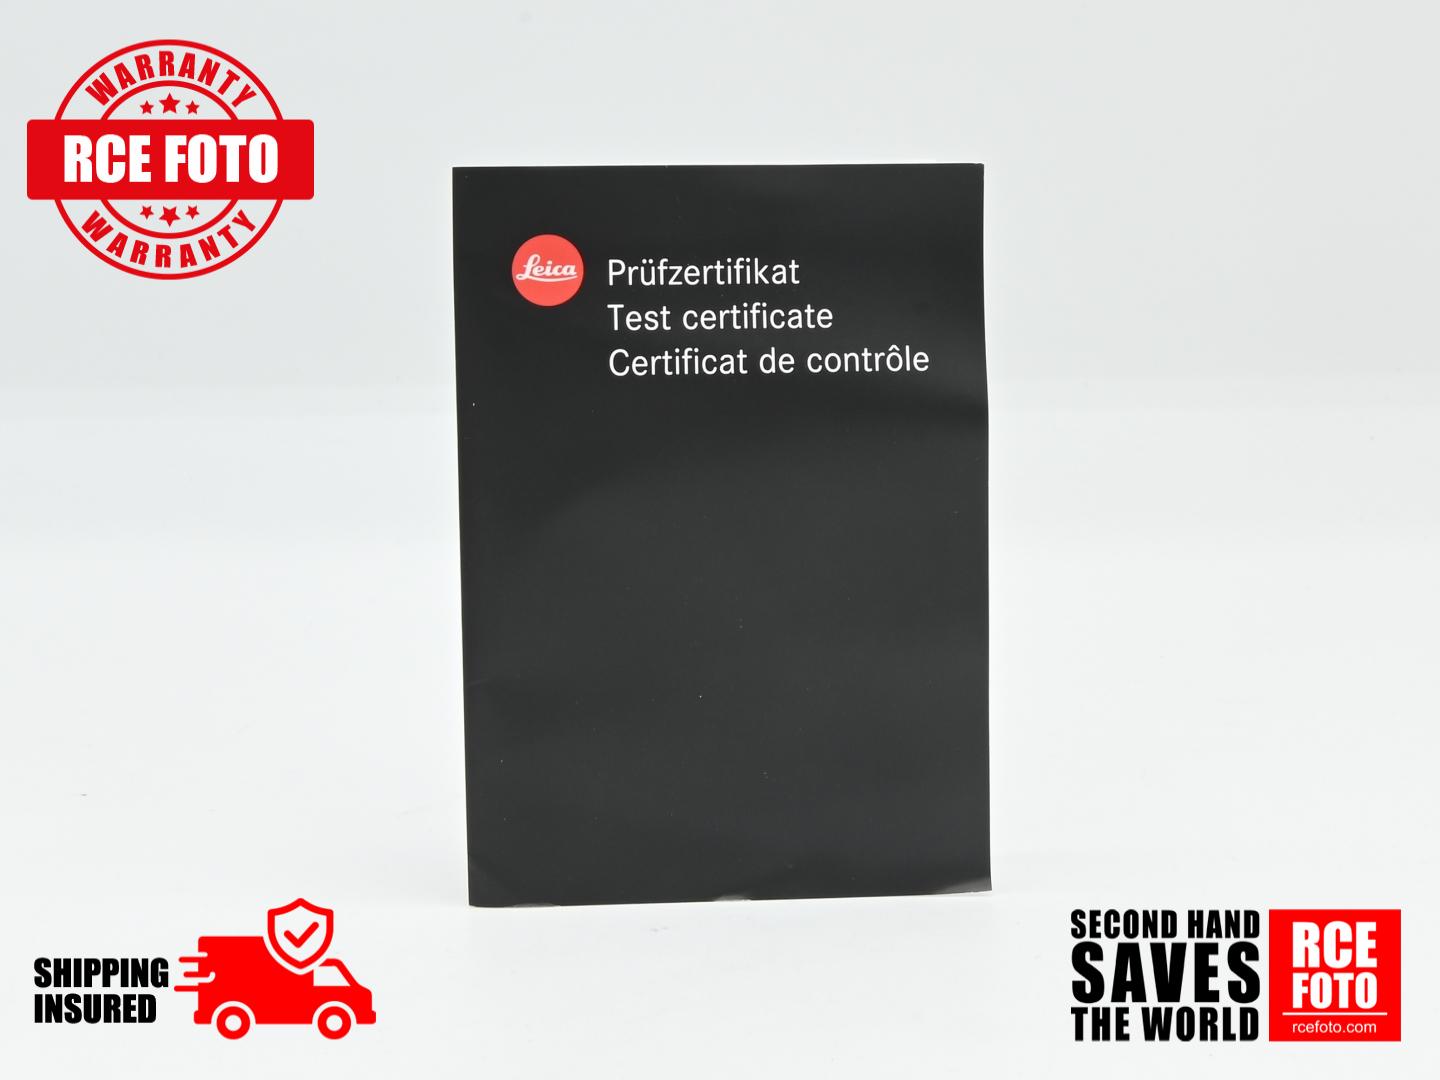 WARRANTY
RCE FOTO
WARRANTY
Leica
Prüfzertifikat
Test certificate
Certificat de contrôle
SHIPPING
INSURED
SECOND HAND
SAVES
THE WORLD
RCE
FOTO
rcefoto.com